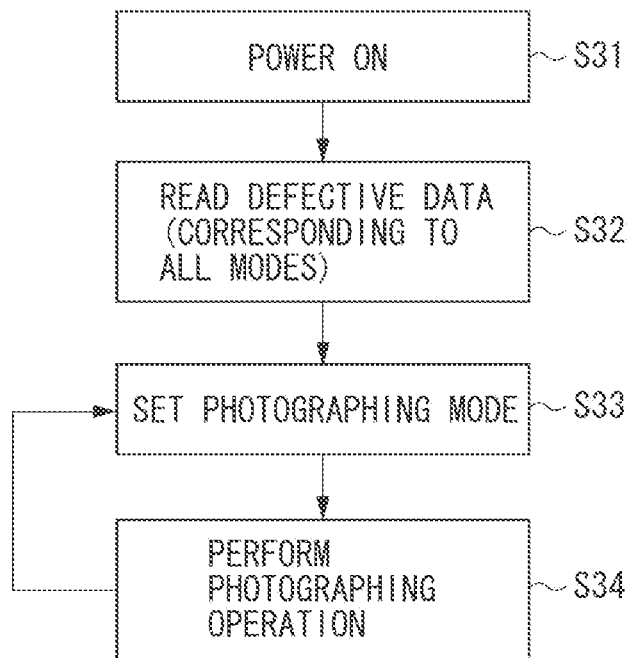 POWER ON
S31
READ DEFECTIVE DATA
(CORRESPONDING TO
ALL MODES)
S32
SET PHOTOGRAPHING MODE
S33
PERFORM
PHOTOGRAPHING
OPERATION
S34